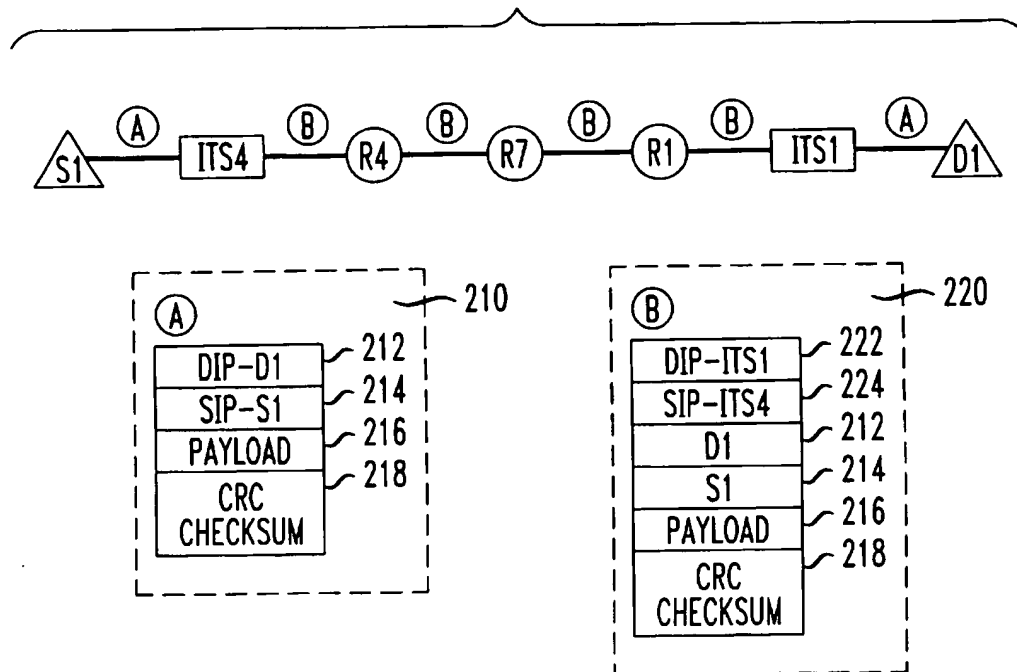 A B B B B A
S1 ITS4 R4 R7 R1 ITS1 D1
210
A
DIP-D1 212
SIP-S1 214
PAYLOAD 216
CRC CHECKSUM 218
220
B
DIP-ITS1 222
SIP-ITS4 224
D1 212
S1 214
PAYLOAD 216
CRC CHECKSUM 218